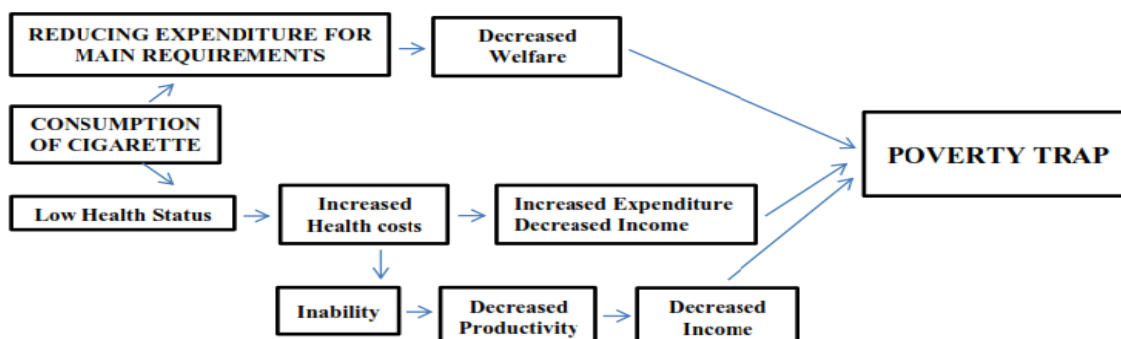 REDUCING EXPENDITURE FOR
MAIN REQUIREMENTS
Decreased
Welfare
CONSUMPTION
OF CIGARETTE
POVERTY TRAP
Low Health Status
Increased
Health costs
Increased Expenditure
Decreased Income
Inability
Decreased
Productivity
Decreased
Income